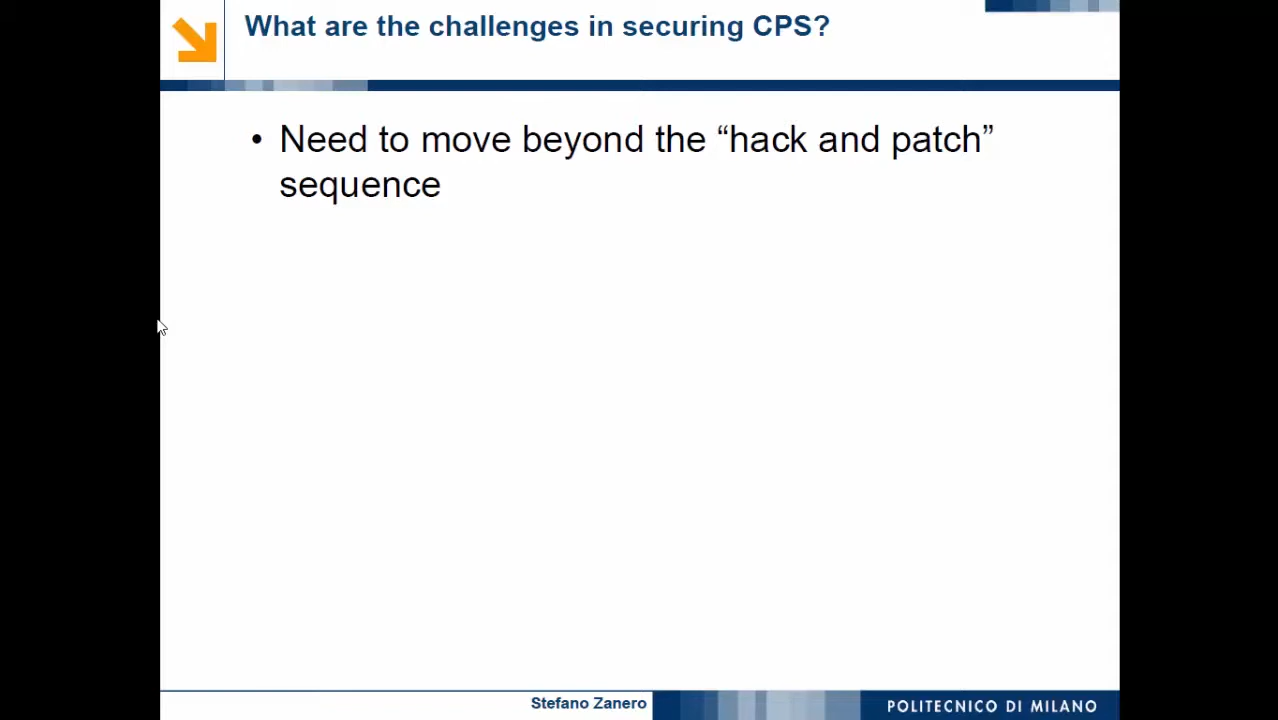 What are the challenges in securing CPS?
• Need to move beyond the “hack and patch”
sequence
Stefano Zanero
POLITECNICO DI MILANO